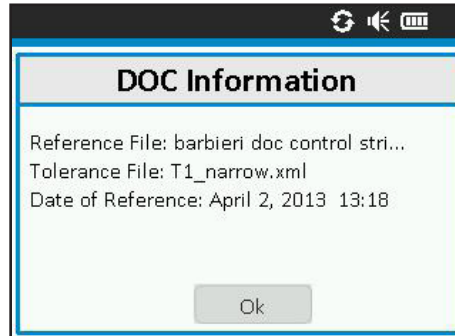 DOC Information
Reference File: barbieri doc control stri...
Tolerance File: T1_narrow.xml
Date of Reference: April 2, 2013 13:18
Ok